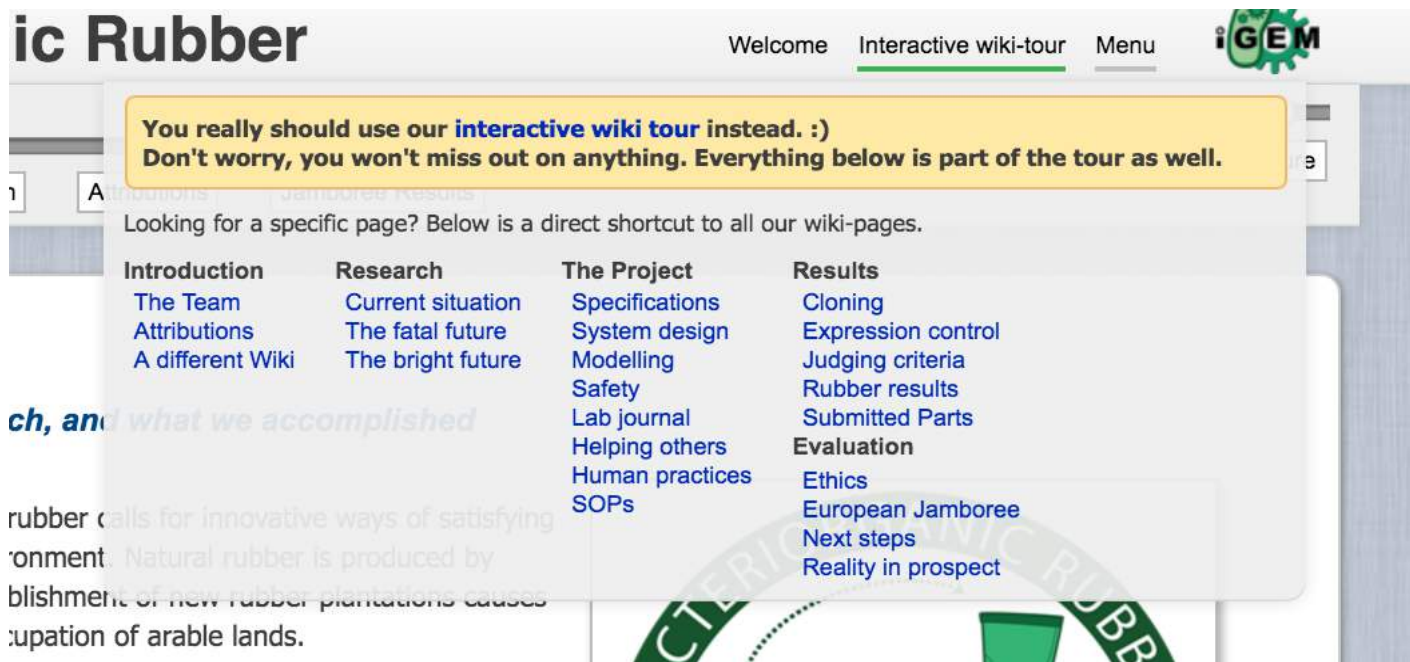 ic Rubber
Welcome Interactive wiki-tour Menu
iGEM
You really should use our interactive wiki tour instead. :)
Don't worry, you won't miss out on anything. Everything below is part of the tour as well.
Attributions Jamboree Results
Looking for a specific page? Below is a direct shortcut to all our wiki-pages.
Introduction
The Team
Attributions
A different Wiki
Research
Current situation
The fatal future
The bright future
The Project
Specifications
System design
Modelling
Safety
Lab journal
Helping others
Human practices
SOPs
Results
Cloning
Expression control
Judging criteria
Rubber results
Submitted Parts
Evaluation
Ethics
European Jamboree
Next steps
Reality in prospect
ch, and what we accomplished
rubber calls for innovative ways of satisfying
ronment. Natural rubber is produced by
blishment of new rubber plantations causes
cupation of arable lands.
CTERIORGANIC RUBB